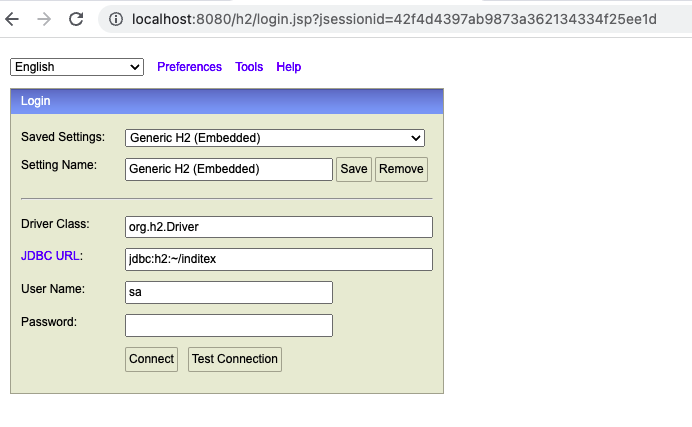 localhost:8080/h2/login.jsp?jsessionid=42f4d4397ab9873a362134334f25ee1d
English Preferences Tools Help
Login
Saved Settings: Generic H2 (Embedded)
Setting Name: Generic H2 (Embedded) Save Remove
Driver Class: org.h2.Driver
JDBC URL: jdbc:h2:~/inditex
User Name: sa
Password:
Connect Test Connection